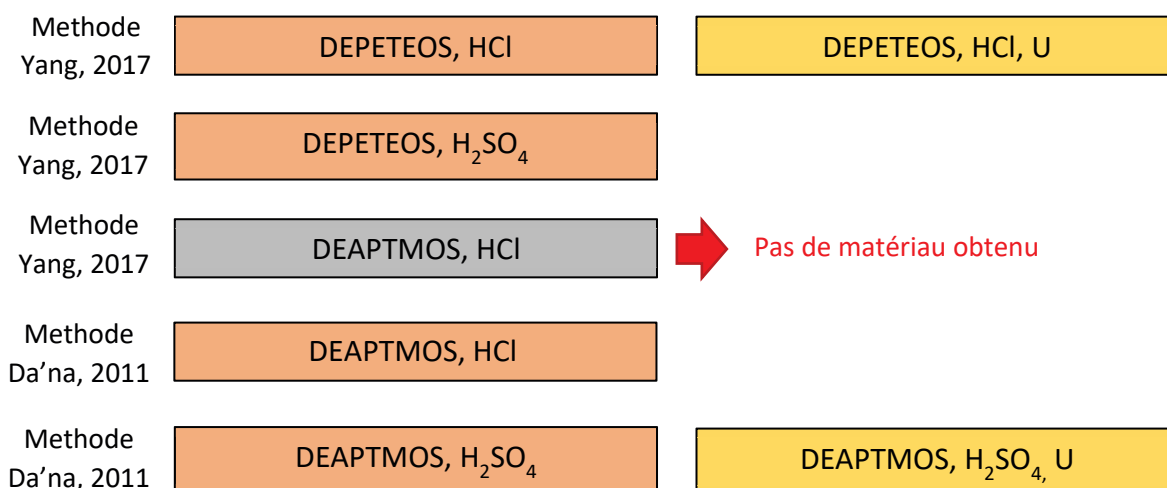 Methode
Yang, 2017
DEPETEOS, HCl
DEPETEOS, HCl, U
Methode
Yang, 2017
DEPETEOS, H₂SO₄
Methode
Yang, 2017
DEAPTMOS, HCl
Pas de matériau obtenu
Methode
Da’na, 2011
DEAPTMOS, HCl
Methode
Da’na, 2011
DEAPTMOS, H₂SO₄
DEAPTMOS, H₂SO₄, U